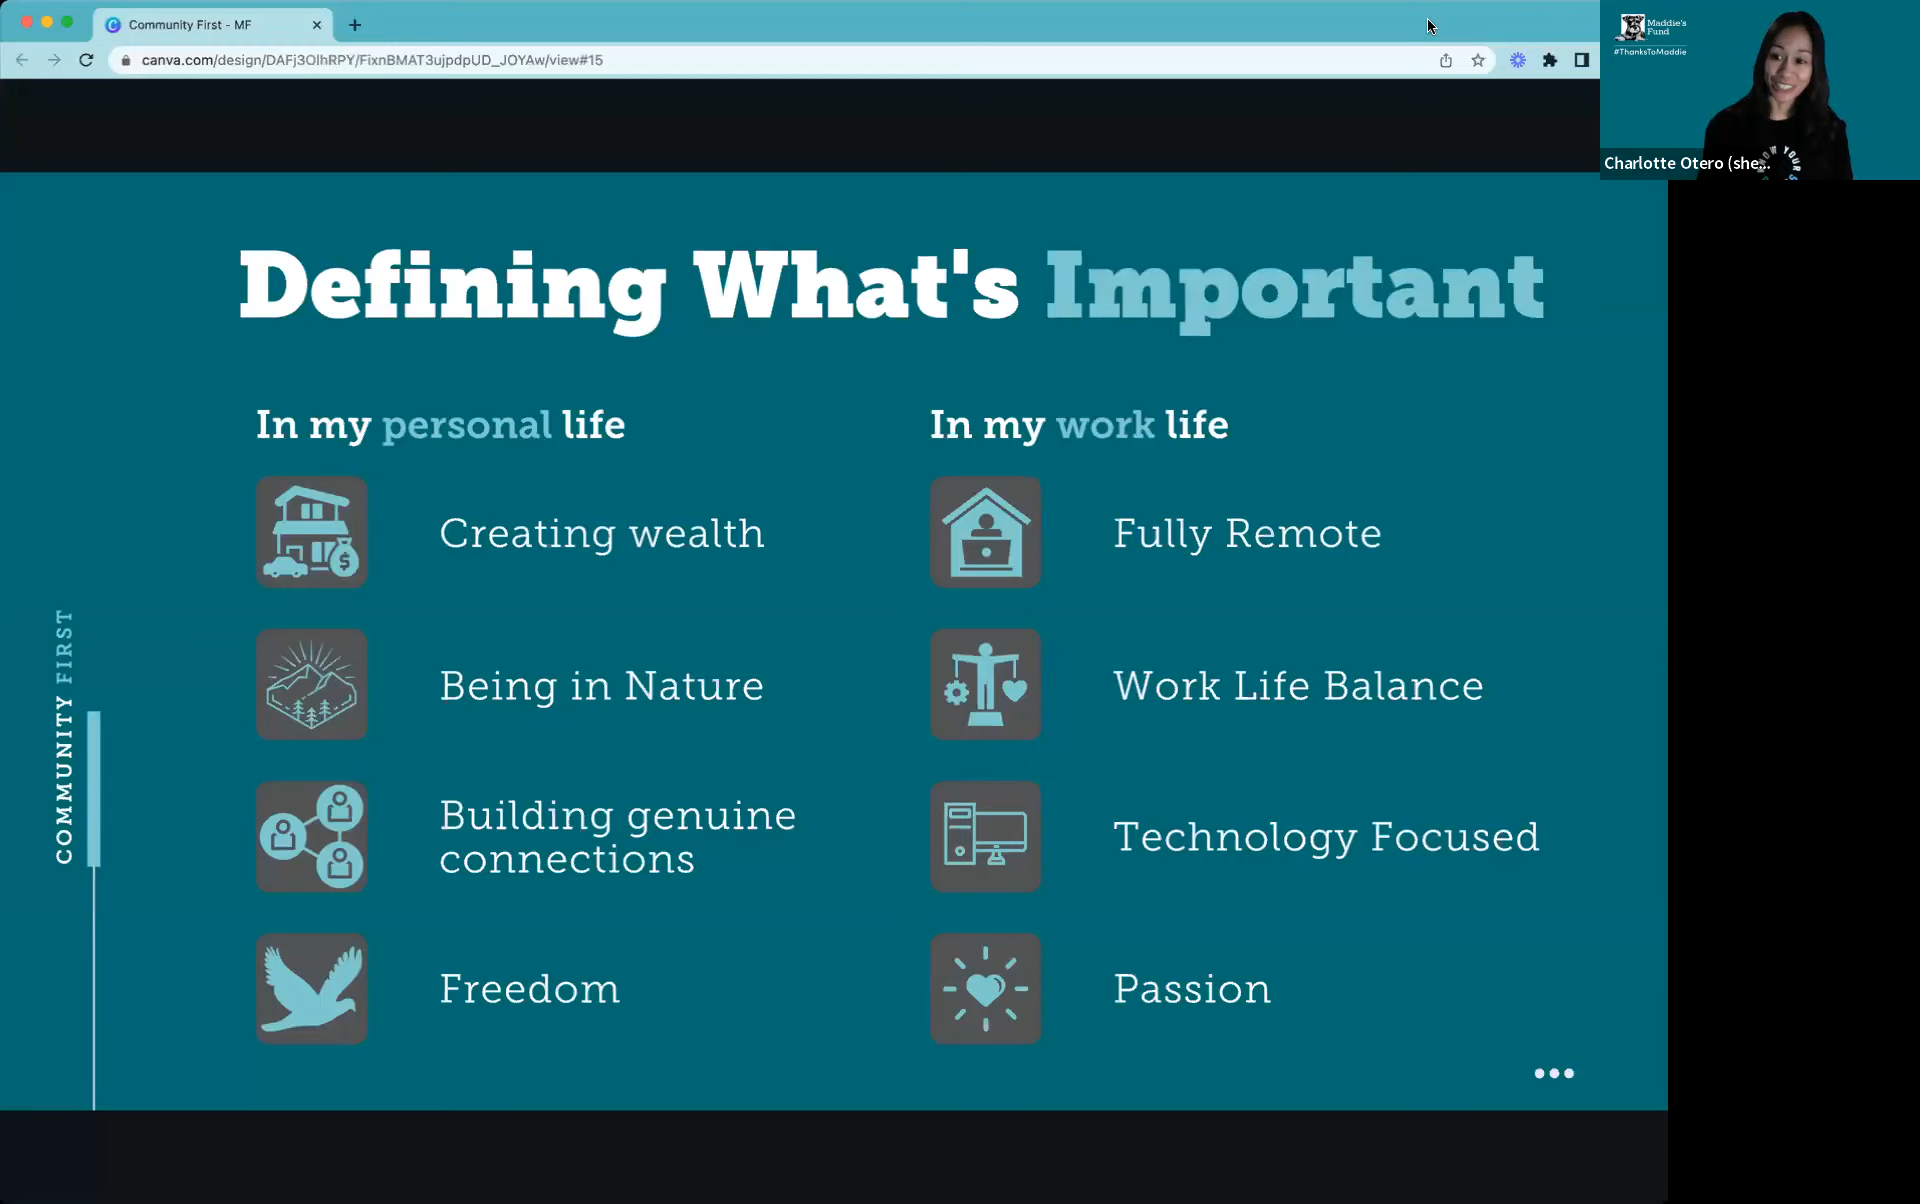 Community First - MF
canva.com/design/DAFj3OlhRPY/FixnBMAT3ujpdpUD_JOYAw/view#15
Maddie's
Fund
#ThanksToMaddie
YOUR
Charlotte Otero (she...
Defining What's Important
In my personal life
Creating wealth
Being in Nature
Building genuine
connections
Freedom
In my work life
Fully Remote
Work Life Balance
Technology Focused
Passion
COMMUNITY FIRST